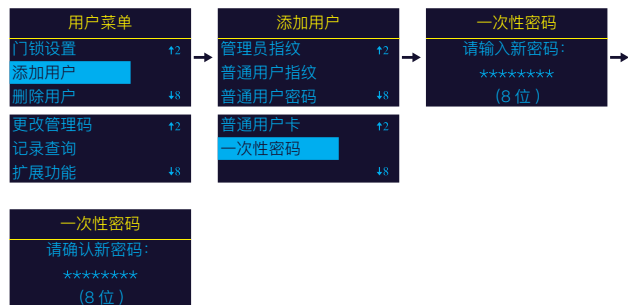 用户菜单
门锁设置 ↑2
添加用户
删除用户 ↓8
更改管理码 ↑2
记录查询
扩展功能 ↓8
添加用户
管理员指纹 ↑2
普通用户指纹
普通用户密码 ↓8
普通用户卡 ↑2
一次性密码
↓8
一次性密码
请输入新密码:
********
(8 位 )
一次性密码
请确认新密码:
********
(8 位 )